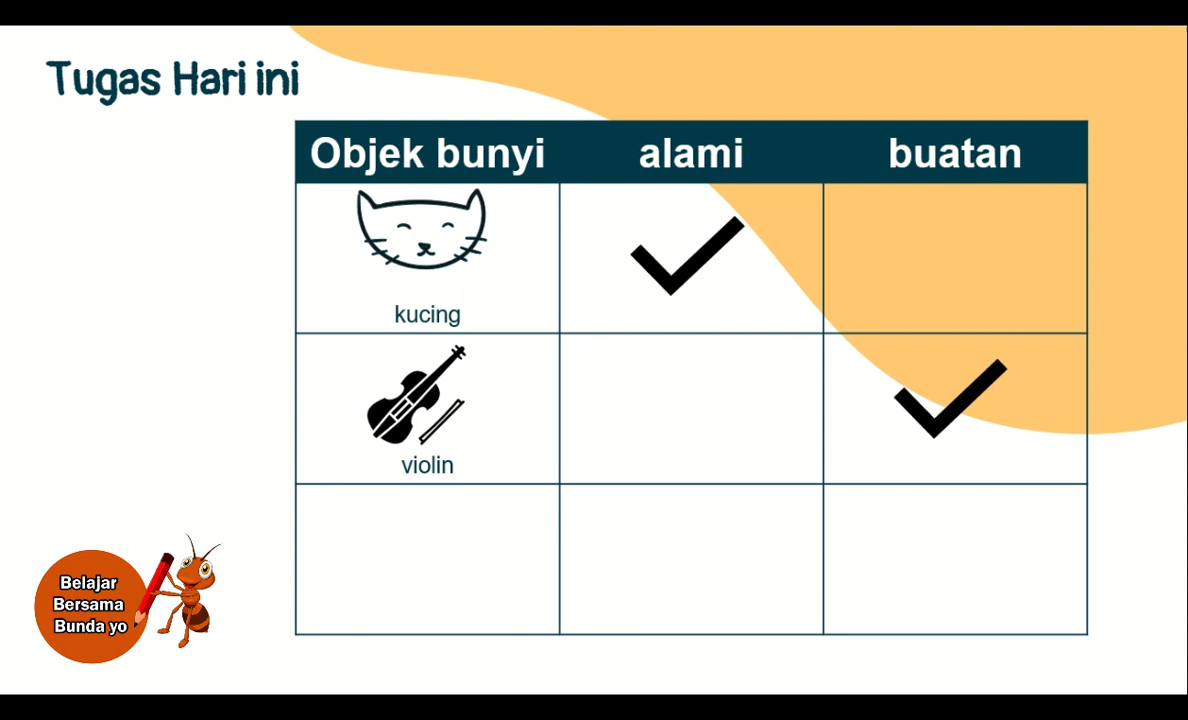 Tugas Hari ini
Objek bunyi alami buatan
kucing
violin
Belajar
Bersama
Bunda yo